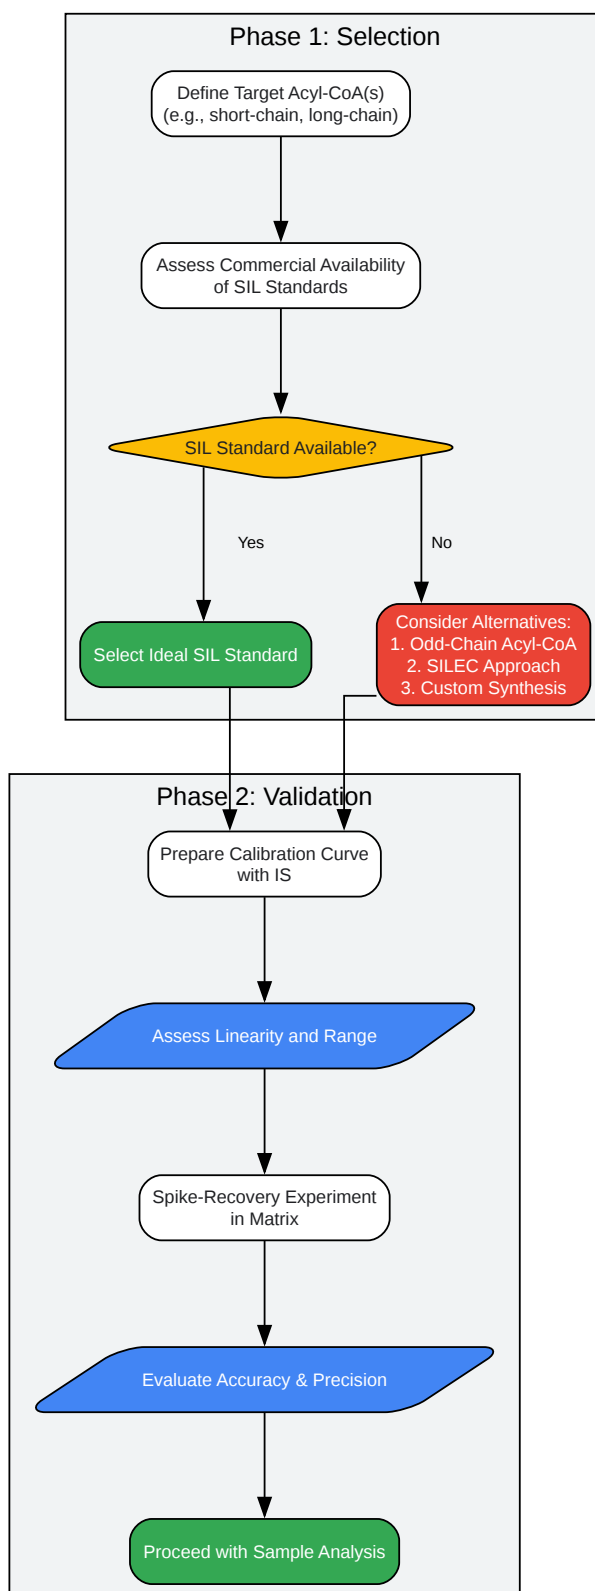 Phase 1: Selection
Define Target Acyl-CoA(s)
(e.g., short-chain, long-chain)
Assess Commercial Availability
of SIL Standards
SIL Standard Available?
Yes
No
Select Ideal SIL Standard
Consider Alternatives:
1. Odd-Chain Acyl-CoA
2. SILEC Approach
3. Custom Synthesis
Phase 2: Validation
Prepare Calibration Curve
with IS
Assess Linearity and Range
Spike-Recovery Experiment
in Matrix
Evaluate Accuracy & Precision
Proceed with Sample Analysis